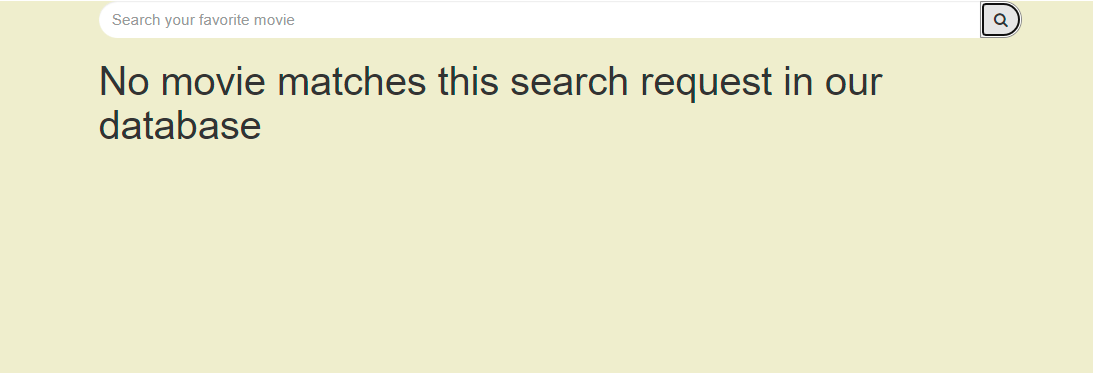 Search your favorite movie
No movie matches this search request in our
database